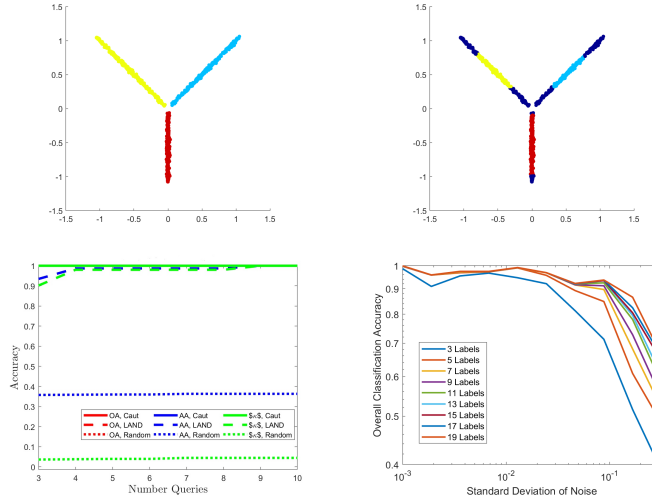 1.5
1
0.5
0
-0.5
-1
-1.5
-1.5 -1 -0.5 0 0.5 1 1.5
1.5
1
0.5
0
-0.5
-1
-1.5
-1.5 -1 -0.5 0 0.5 1 1.5
1
0.9
0.8
0.7
0.6
0.5
0.4
0.3
0.2
0.1
0
Accuracy
OA, Caut AA, Caut $κ$, Caut
OA, LAND AA, LAND $κ$, LAND
OA, Random AA, Random $κ$, Random
3 4 5 6 7 8 9 10
Number Queries
1
0.9
0.8
0.7
0.6
0.5
0.4
Overall Classification Accuracy
3 Labels
5 Labels
7 Labels
9 Labels
11 Labels
13 Labels
15 Labels
17 Labels
19 Labels
10-3 10-2 10-1
Standard Deviation of Noise